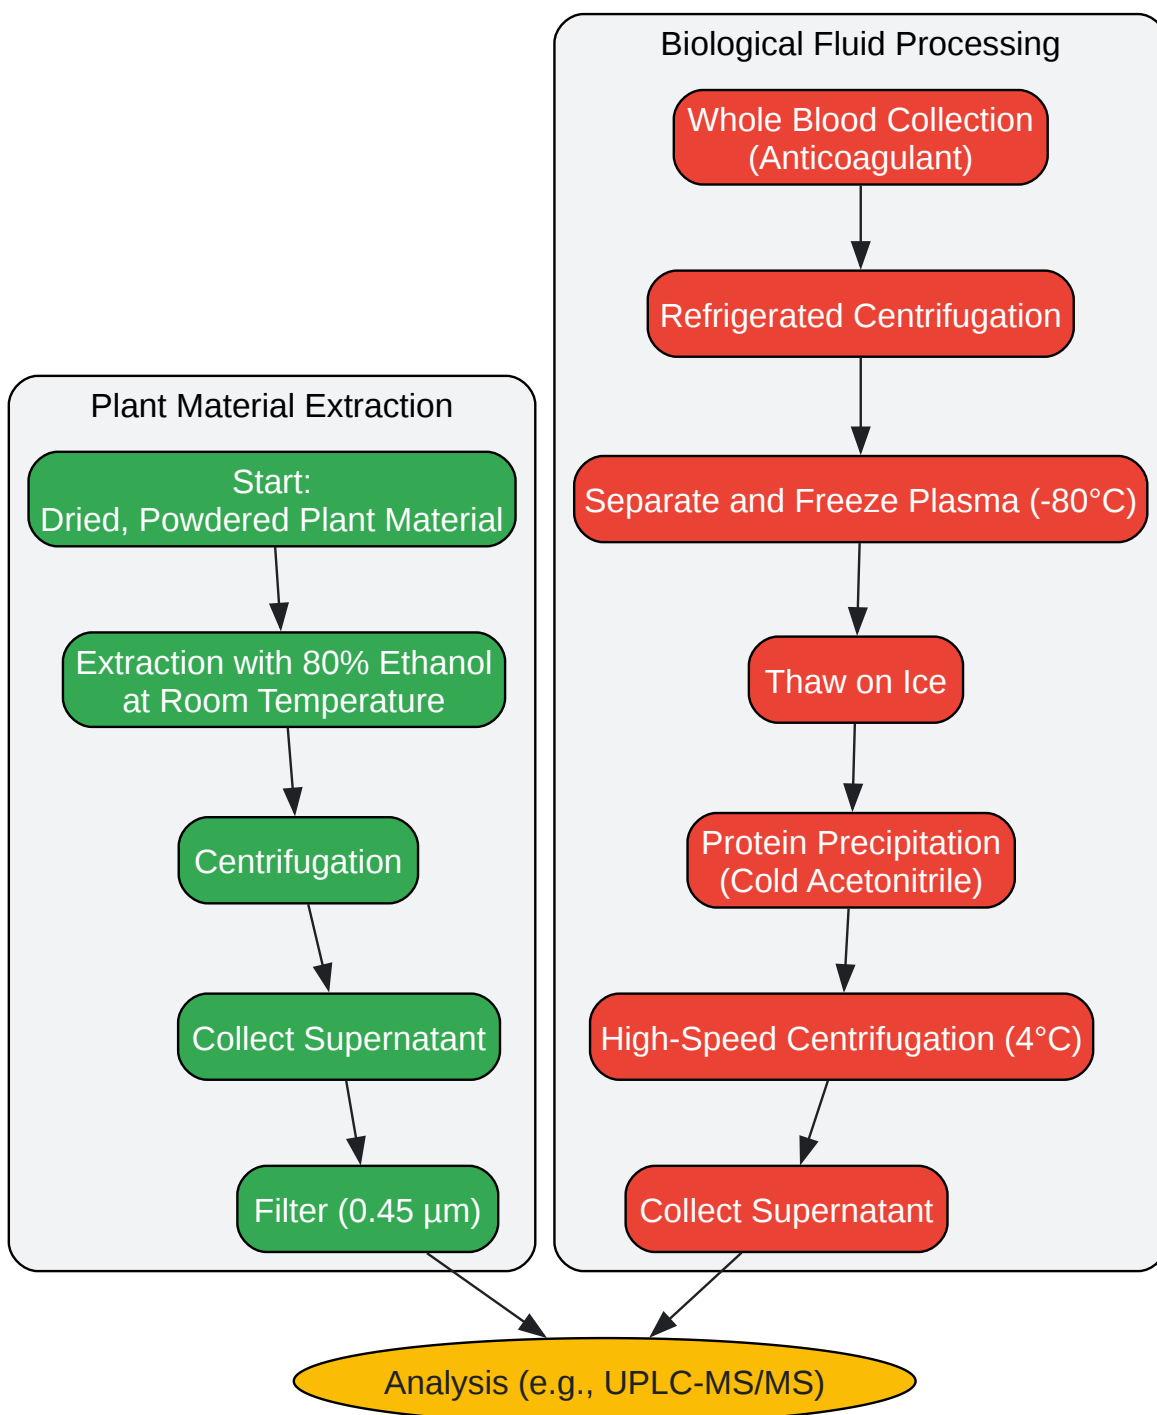 Biological Fluid Processing
Whole Blood Collection
(Anticoagulant)
Refrigerated Centrifugation
Separate and Freeze Plasma (-80°C)
Thaw on Ice
Protein Precipitation
(Cold Acetonitrile)
High-Speed Centrifugation (4°C)
Collect Supernatant
Plant Material Extraction
Start:
Dried, Powdered Plant Material
Extraction with 80% Ethanol
at Room Temperature
Centrifugation
Collect Supernatant
Filter (0.45 µm)
Analysis (e.g., UPLC-MS/MS)